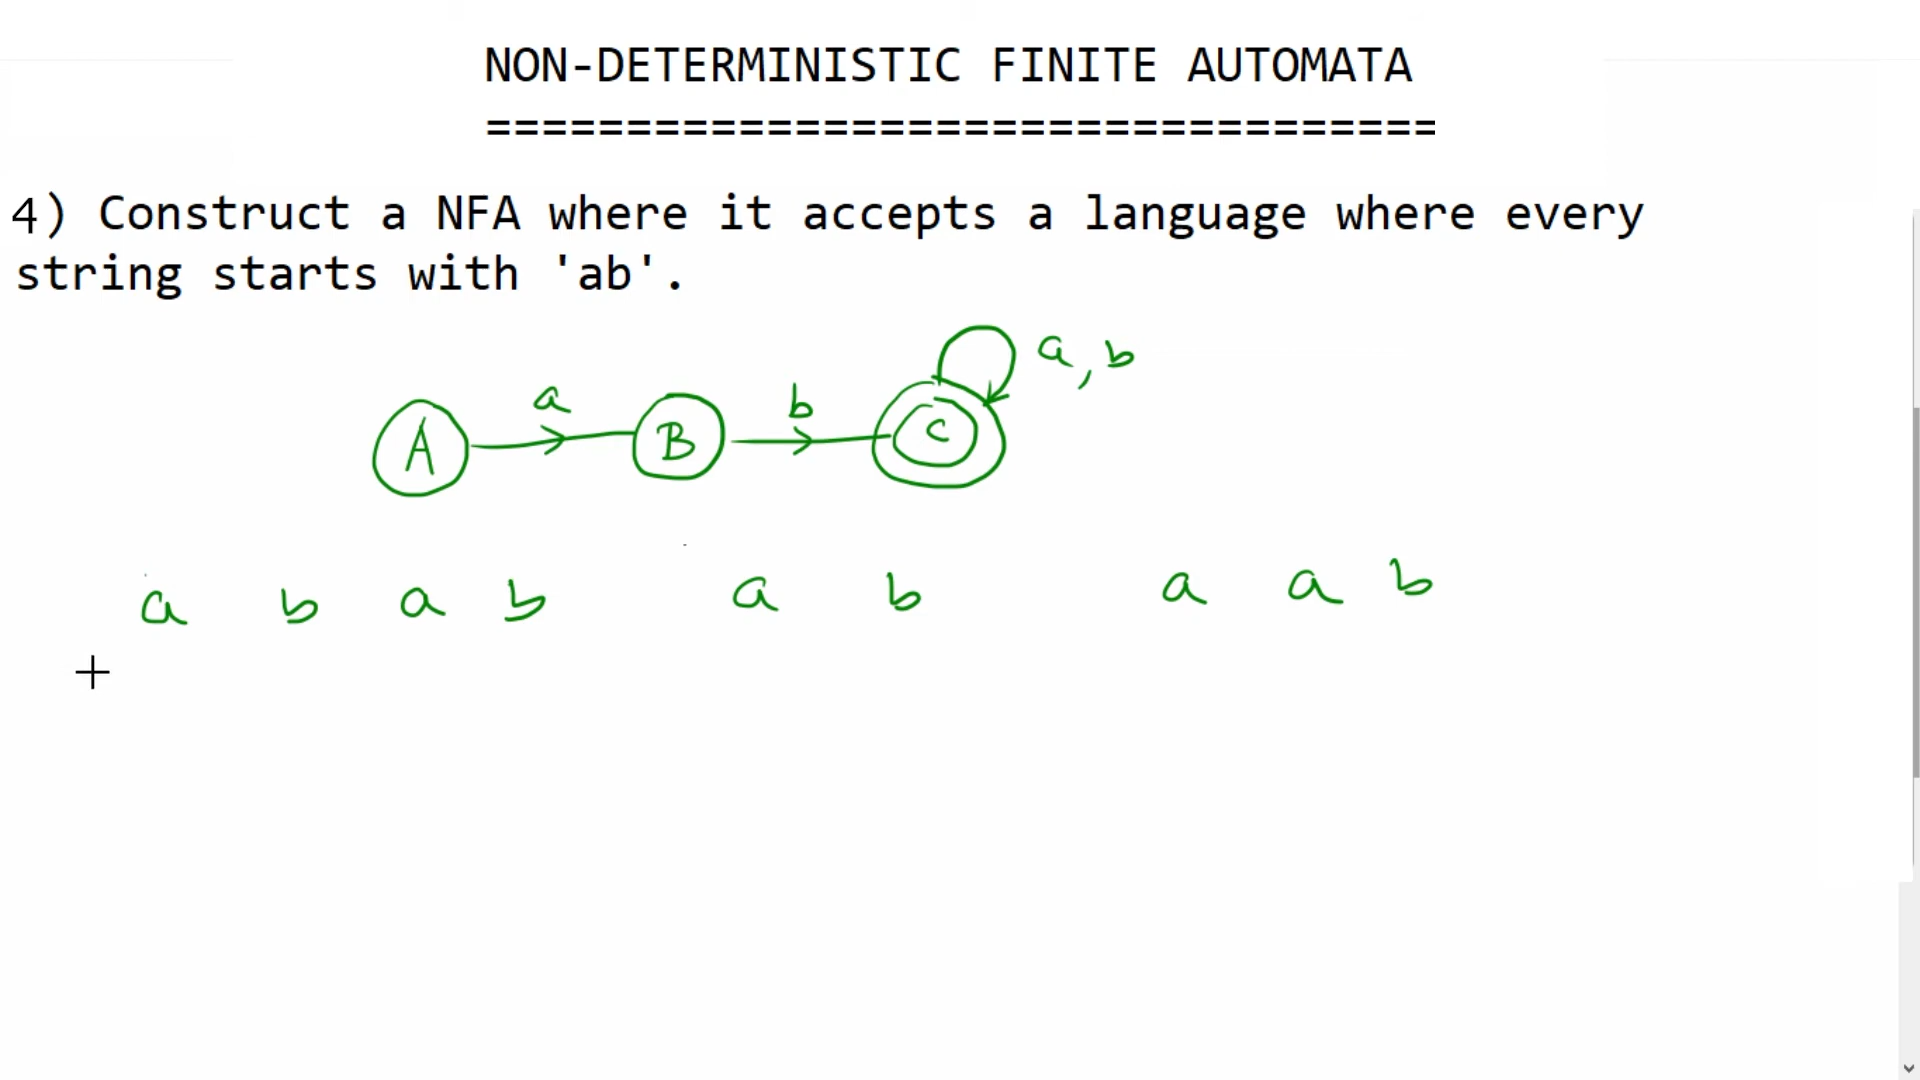 NON-DETERMINISTIC FINITE AUTOMATA
==================================
4) Construct a NFA where it accepts a language where every
string starts with 'ab'.
a, b
a b
A B C
a b a b a b a a b